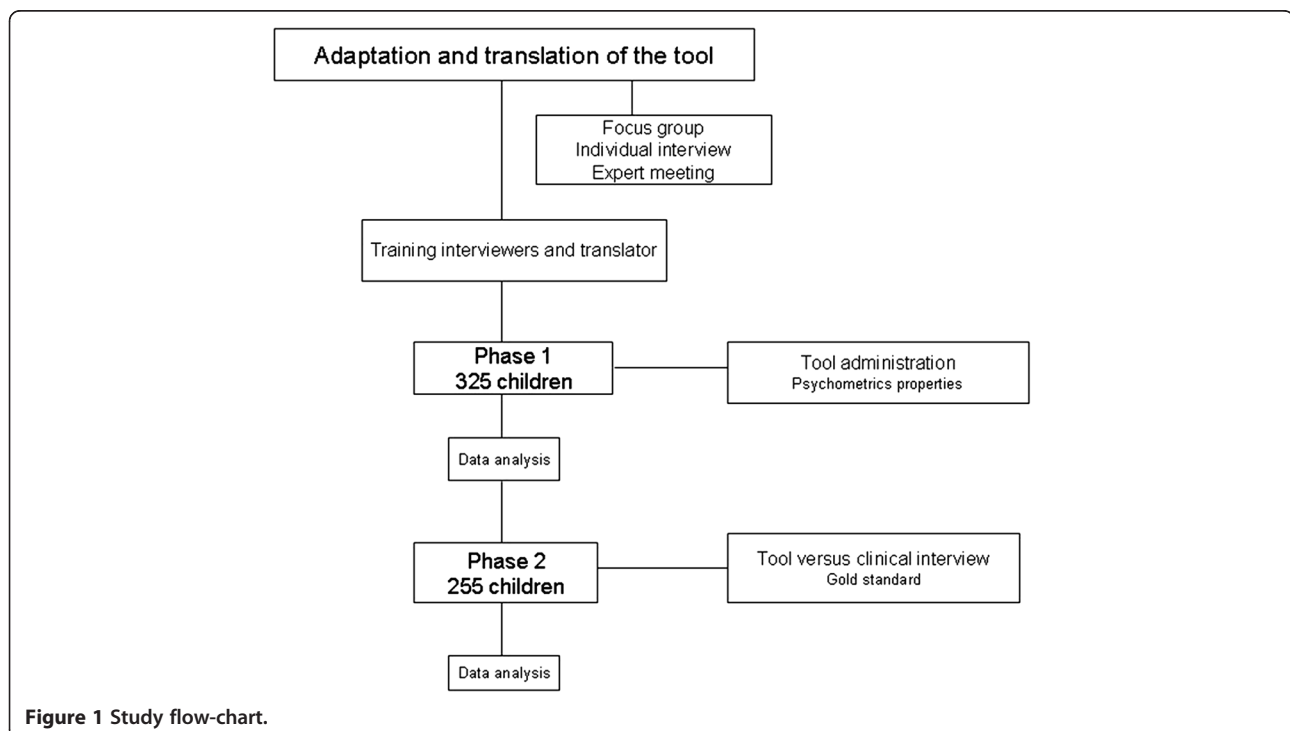 Adaptation and translation of the tool
Focus group
Individual interview
Expert meeting
Training interviewers and translator
Phase 1
325 children
Tool administration
Psychometrics properties
Data analysis
Phase 2
255 children
Tool versus clinical interview
Gold standard
Data analysis
Figure 1 Study flow-chart.